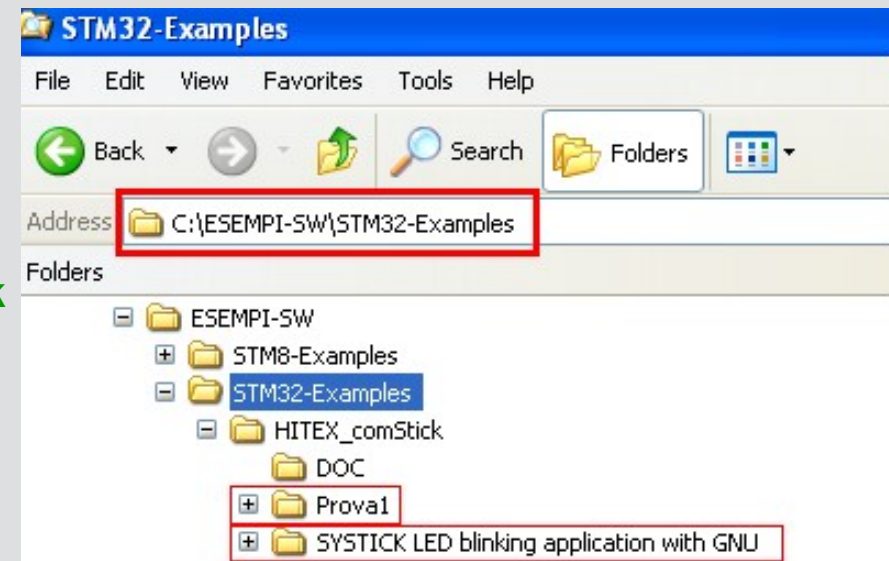 STM32-Examples
File Edit View Favorites Tools Help
Back Search Folders
Address C:\ESEMPI-SW\STM32-Examples
Folders
ESEMPI-SW
STM8-Examples
STM32-Examples
HITEX_comStick
DOC
Prova1
SYSTICK LED blinking application with GNU